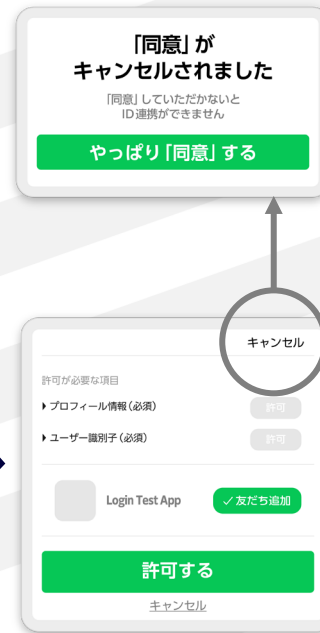 「同意」が
キャンセルされました
「同意」していただかないと
ID連携ができません
やっぱり「同意」する
キャンセル
許可が必要な項目
プロフィール情報(必須)
許可
ユーザー識別子(必須)
許可
Login Test App
友だち追加
許可する
キャンセル